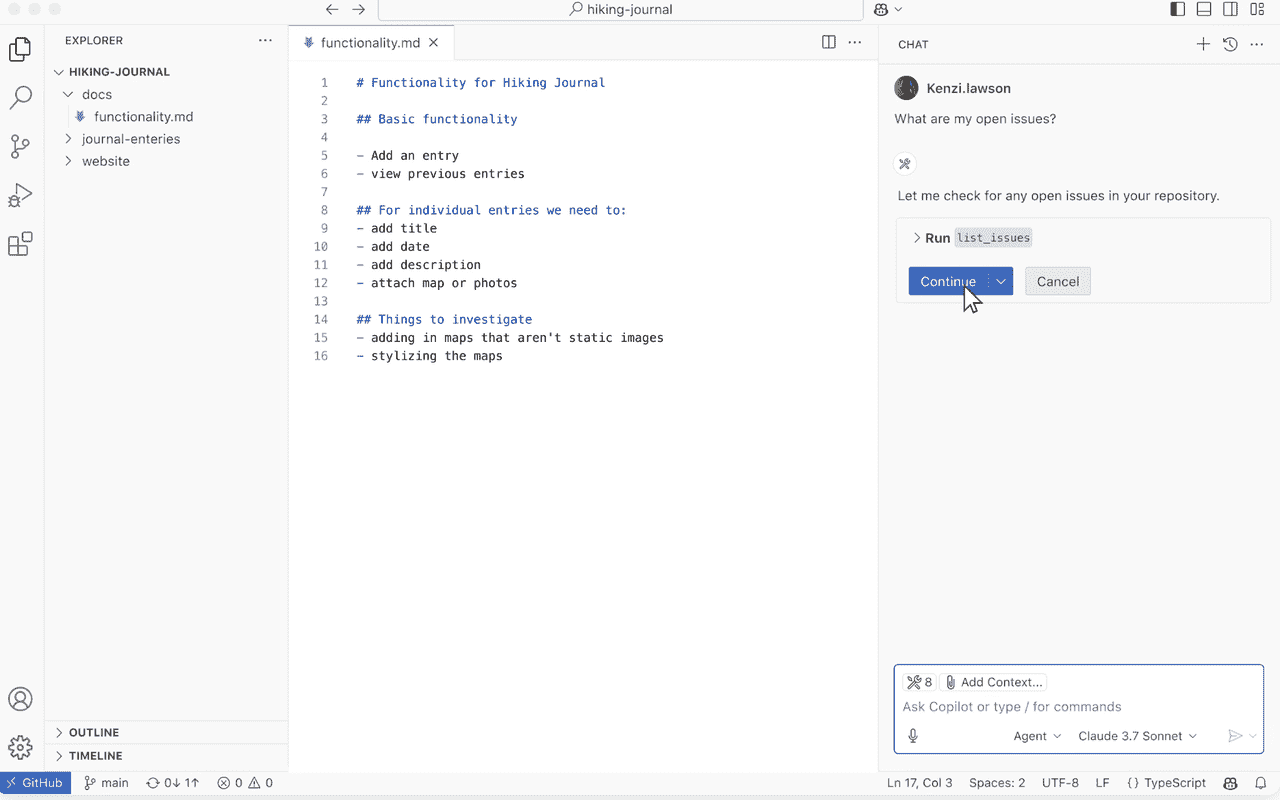 hiking-journal
EXPLORER
HIKING-JOURNAL
docs
functionality.md
journal-enteries
website
OUTLINE
TIMELINE
functionality.md
1 # Functionality for Hiking Journal
2
3 ## Basic functionality
4
5 - Add an entry
6 - view previous entries
7
8 ## For individual entries we need to:
9 - add title
10 - add date
11 - add description
12 - attach map or photos
13
14 ## Things to investigate
15 - adding in maps that aren't static images
16 - stylizing the maps
CHAT
Kenzi.lawson
What are my open issues?
Let me check for any open issues in your repository.
Run list_issues
Continue Cancel
8 Add Context...
Ask Copilot or type / for commands
Agent Claude 3.7 Sonnet
GitHub main 0↓ 1↑ 0 0 Ln 17, Col 3 Spaces: 2 UTF-8 LF {} TypeScript